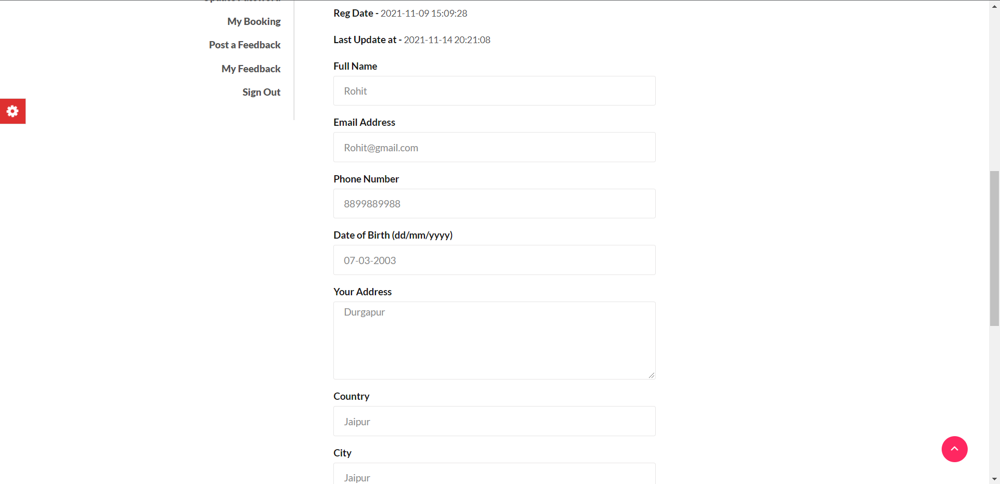 My Booking
Post a Feedback
My Feedback
Sign Out
Reg Date - 2021-11-09 15:09:28
Last Update at - 2021-11-14 20:21:08
Full Name
Rohit
Email Address
Rohit@gmail.com
Phone Number
8899889988
Date of Birth (dd/mm/yyyy)
07-03-2003
Your Address
Durgapur
Country
Jaipur
City
Jaipur